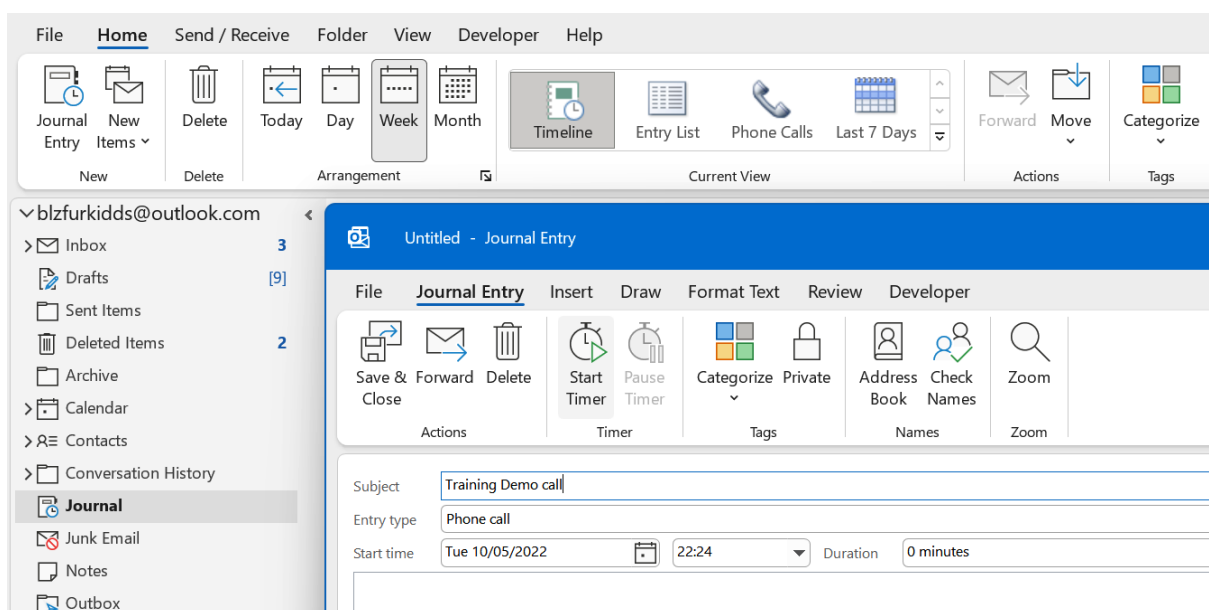 File Home Send / Receive Folder View Developer Help
Journal Entry New Items Delete Today Day Week Month Timeline Entry List Phone Calls Last 7 Days Forward Move Categorize
New Delete Arrangement Current View Actions Tags
blzfurkidds@outlook.com
Inbox 3
Drafts [9]
Sent Items
Deleted Items 2
Archive
Calendar
Contacts
Conversation History
Journal
Junk Email
Notes
Outbox
Untitled - Journal Entry
File Journal Entry Insert Draw Format Text Review Developer
Save & Close Forward Delete Start Timer Pause Timer Categorize Private Address Book Check Names Zoom
Actions Timer Tags Names Zoom
Subject Training Demo call
Entry type Phone call
Start time Tue 10/05/2022 22:24 Duration 0 minutes